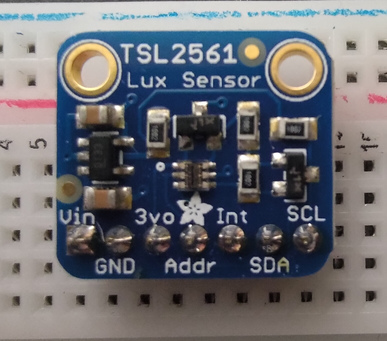 TSL2561
Lux Sensor
Vin 3vo Int SCL
GND Addr SDA